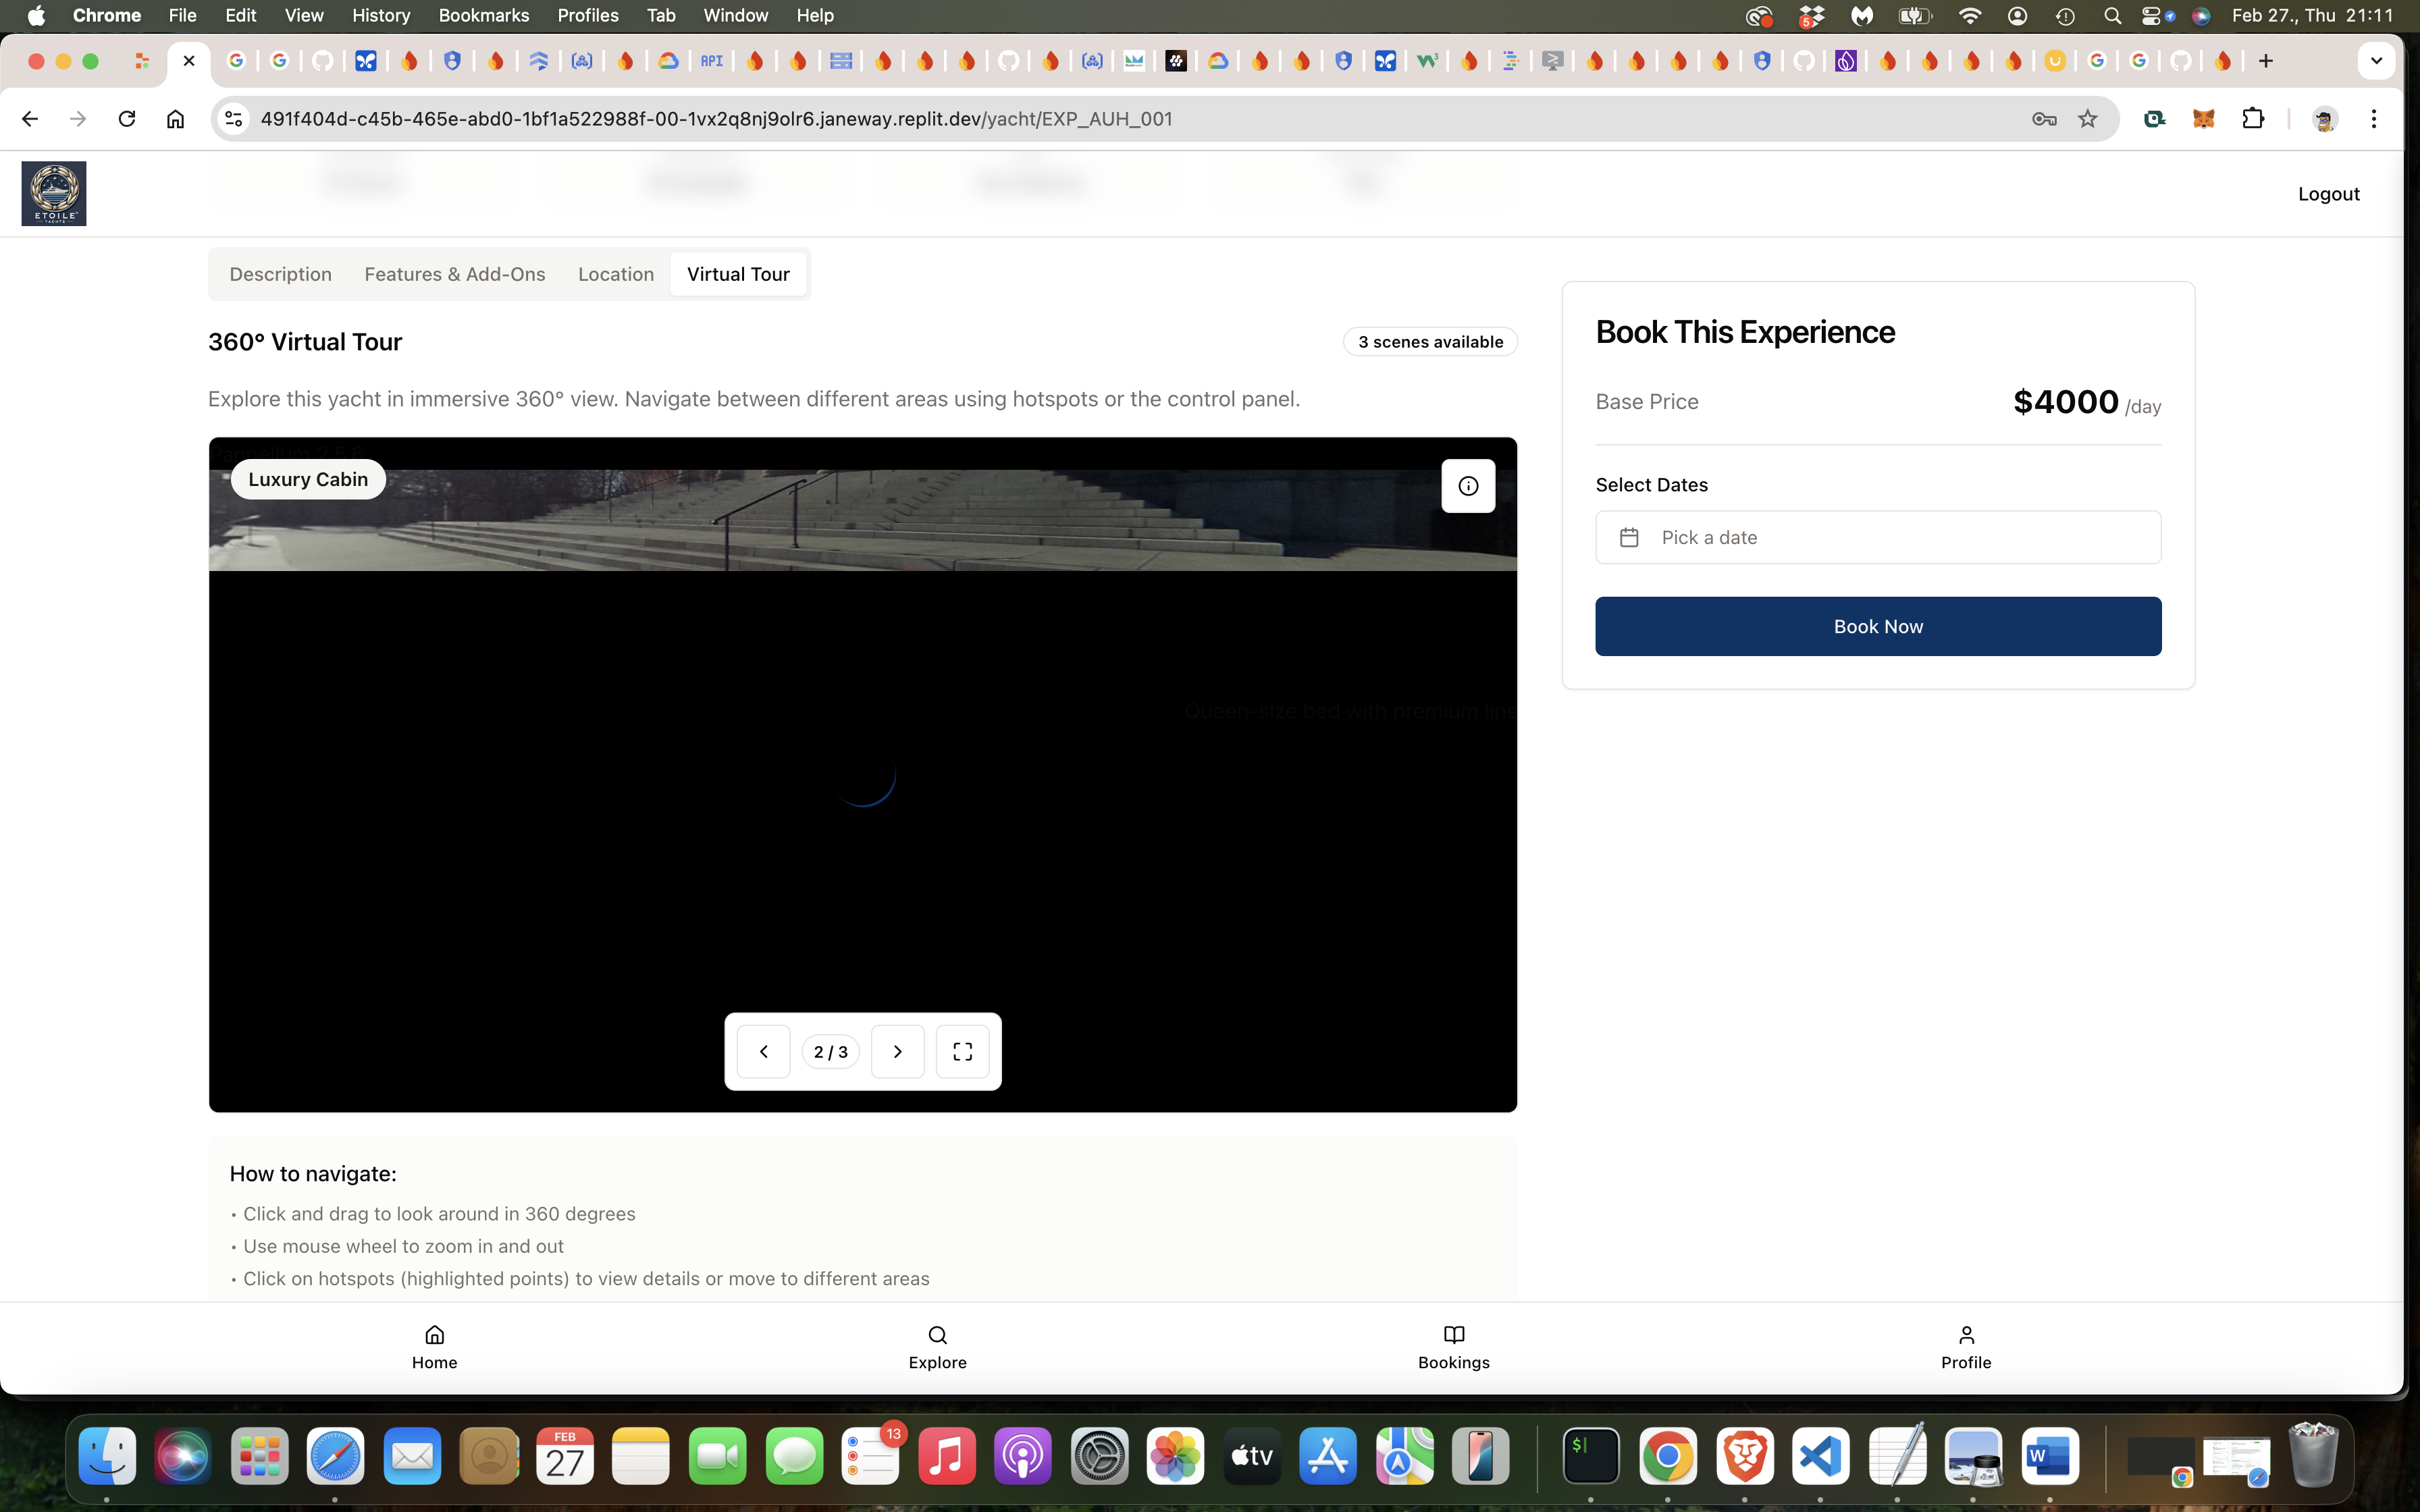 Chrome File Edit View History Bookmarks Profiles Tab Window Help
5
Feb 27., Thu 21:11
API
491f404d-c45b-465e-abd0-1bf1a522988f-00-1vx2q8nj9olr6.janeway.replit.dev/yacht/EXP_AUH_001
ETOILE
YACHTS
Logout
Description Features & Add-Ons Location Virtual Tour
360° Virtual Tour
3 scenes available
Explore this yacht in immersive 360° view. Navigate between different areas using hotspots or the control panel.
Luxury Cabin
Queen-size bed with premium line
2 / 3
Book This Experience
Base Price
$4000 /day
Select Dates
Pick a date
Book Now
How to navigate:
• Click and drag to look around in 360 degrees
• Use mouse wheel to zoom in and out
• Click on hotspots (highlighted points) to view details or move to different areas
Home
Explore
Bookings
Profile
FEB
27
13
tv
$
W